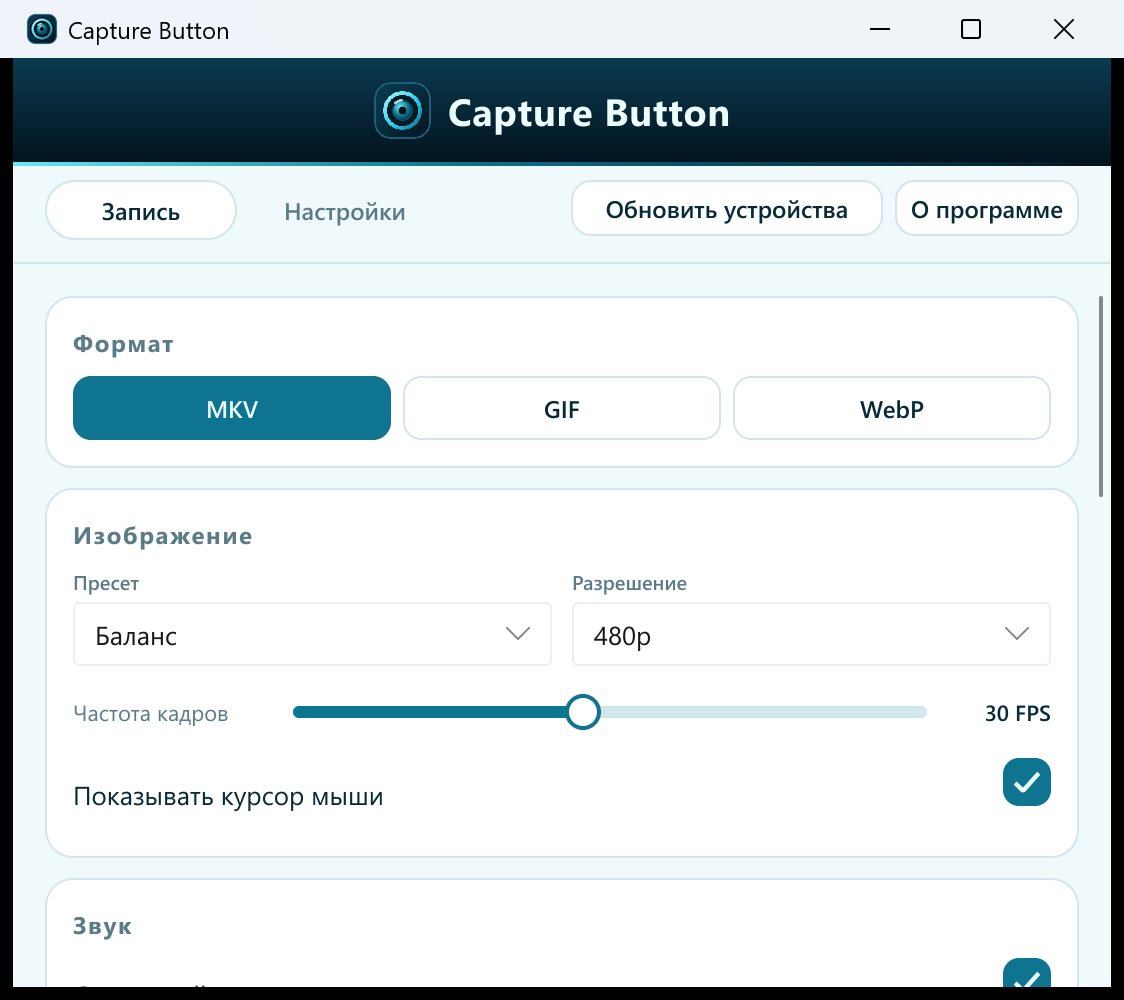 Capture Button
Capture Button
Запись
Настройки
Обновить устройства
О программе
Формат
MKV
GIF
WebP
Изображение
Пресет
Разрешение
Баланс
480p
Частота кадров
30 FPS
Показывать курсор мыши
Звук